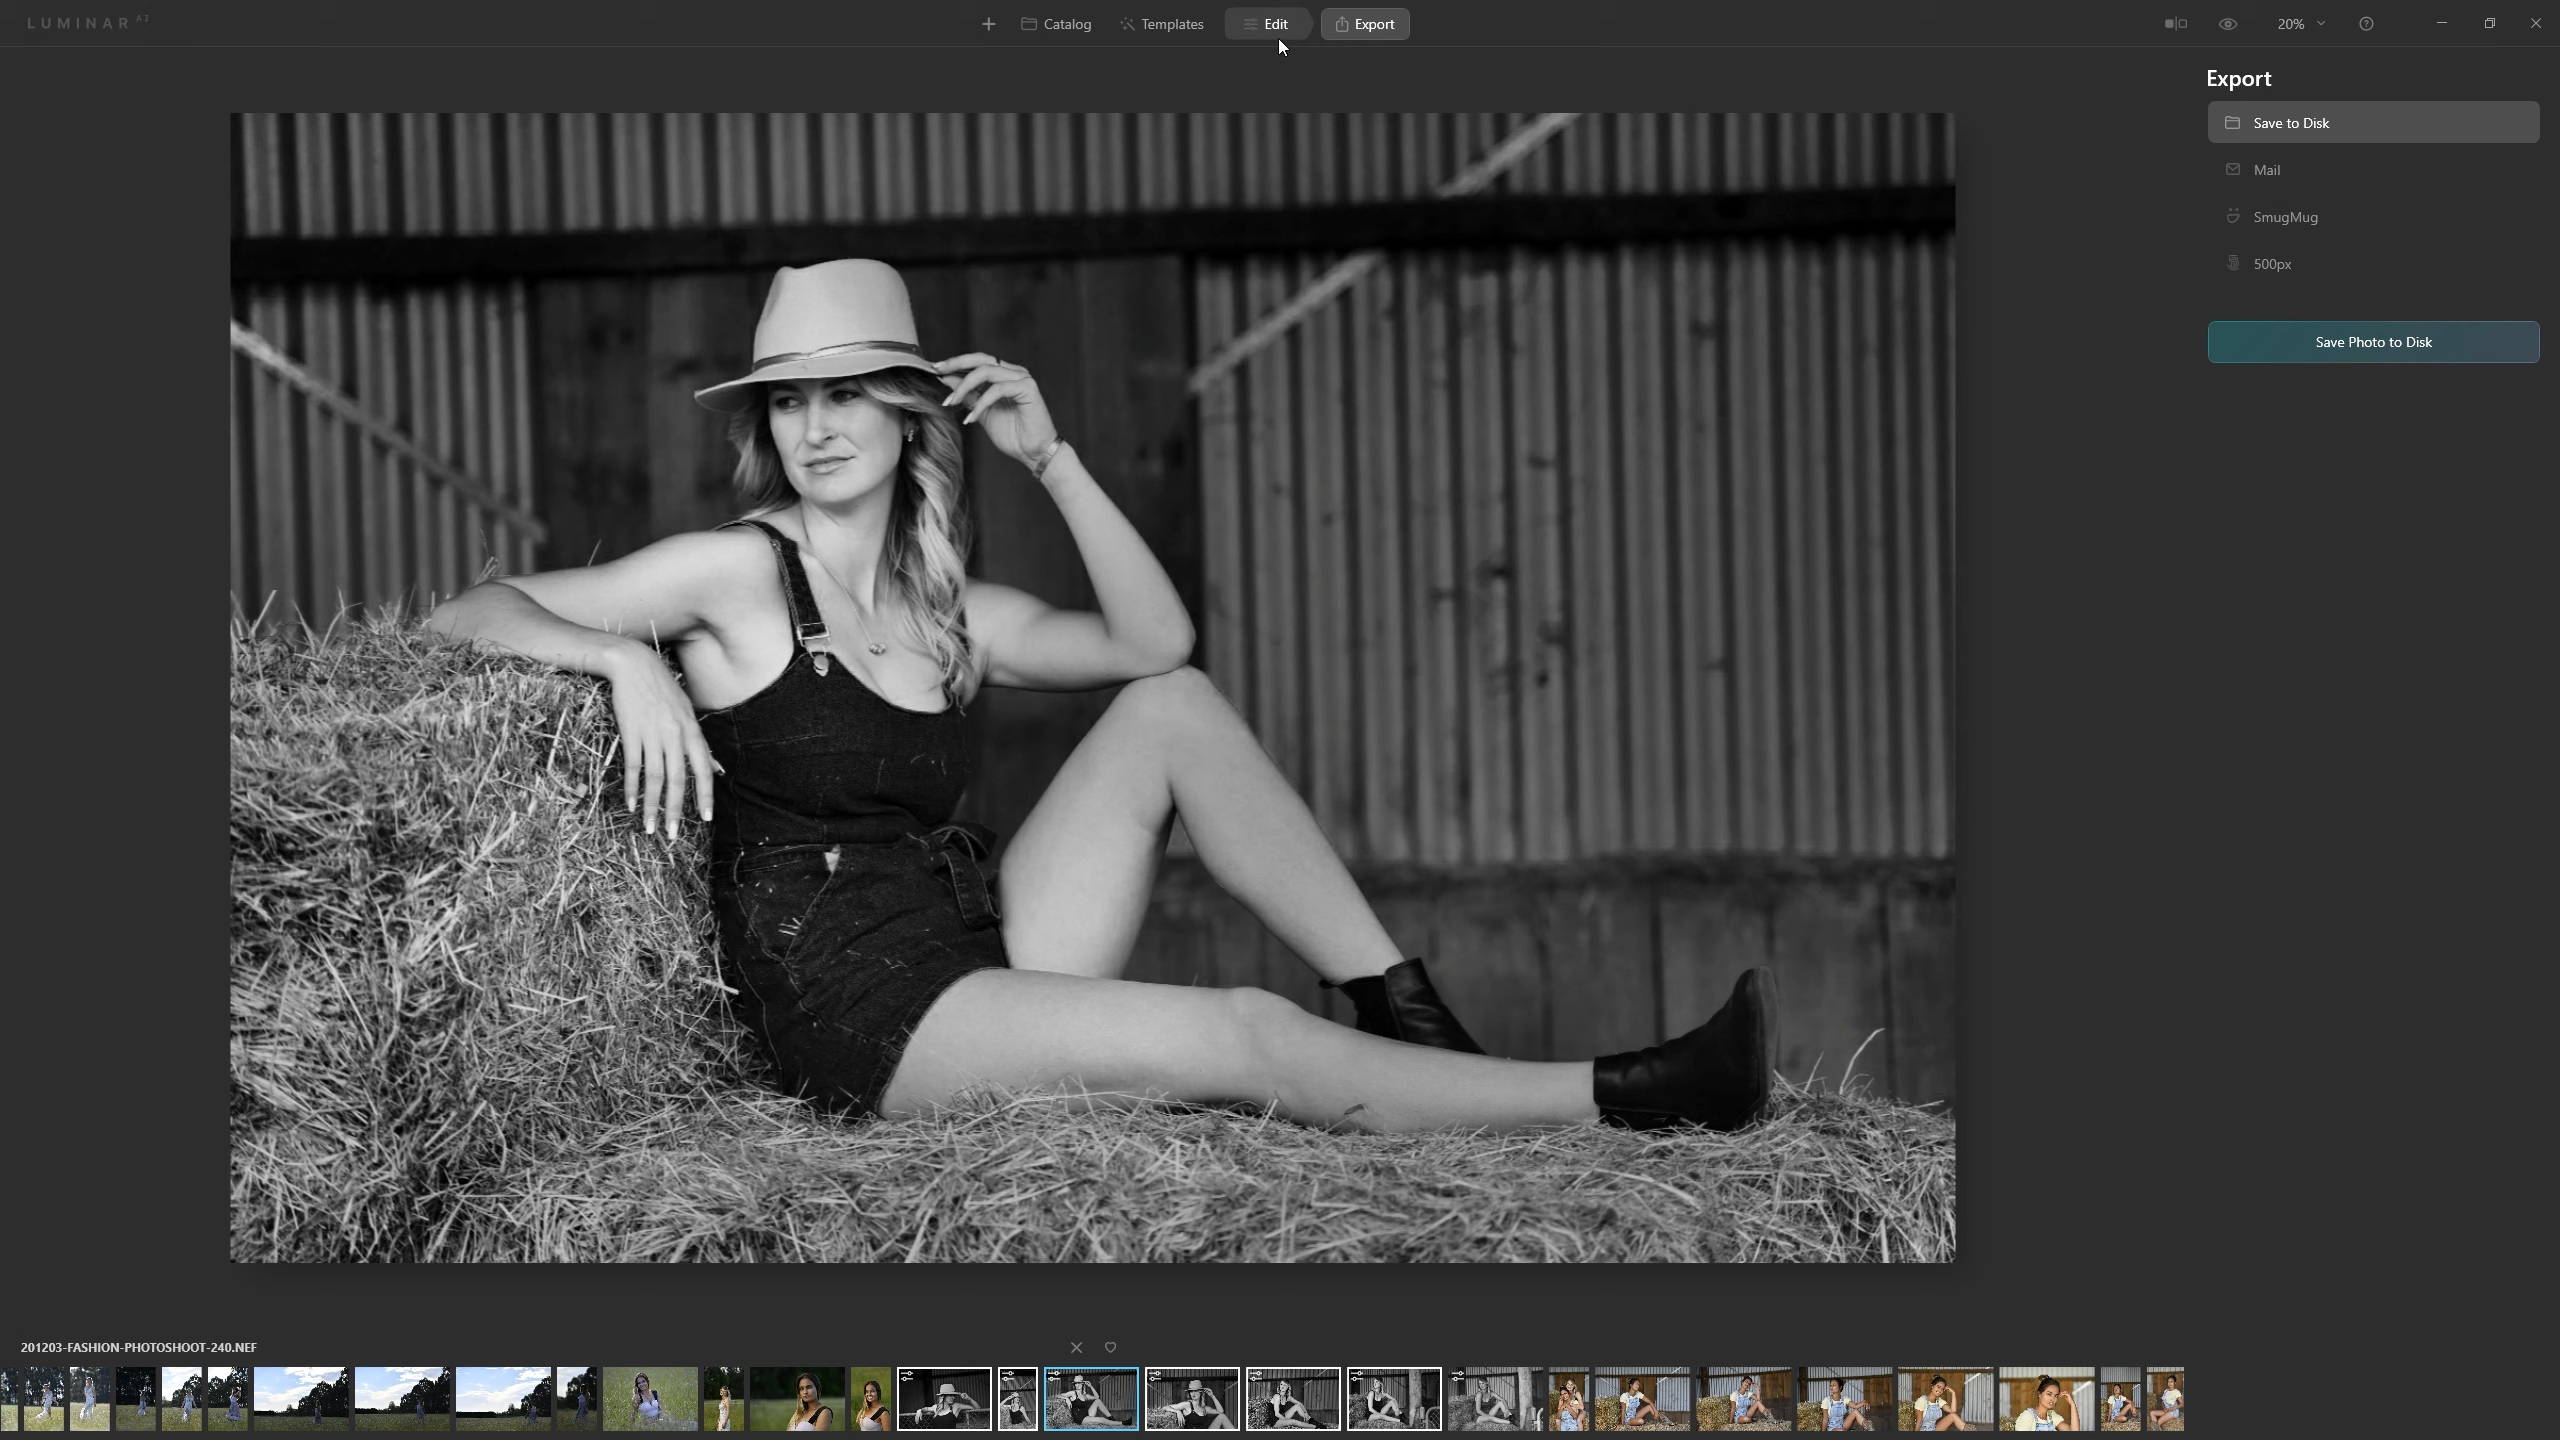 LUMINAR AI
Catalog
Templates
Edit
Export
20%
Export
Save to Disk
Mail
SmugMug
500px
Save Photo to Disk
201203-FASHION-PHOTOSHOOT-240.NEF